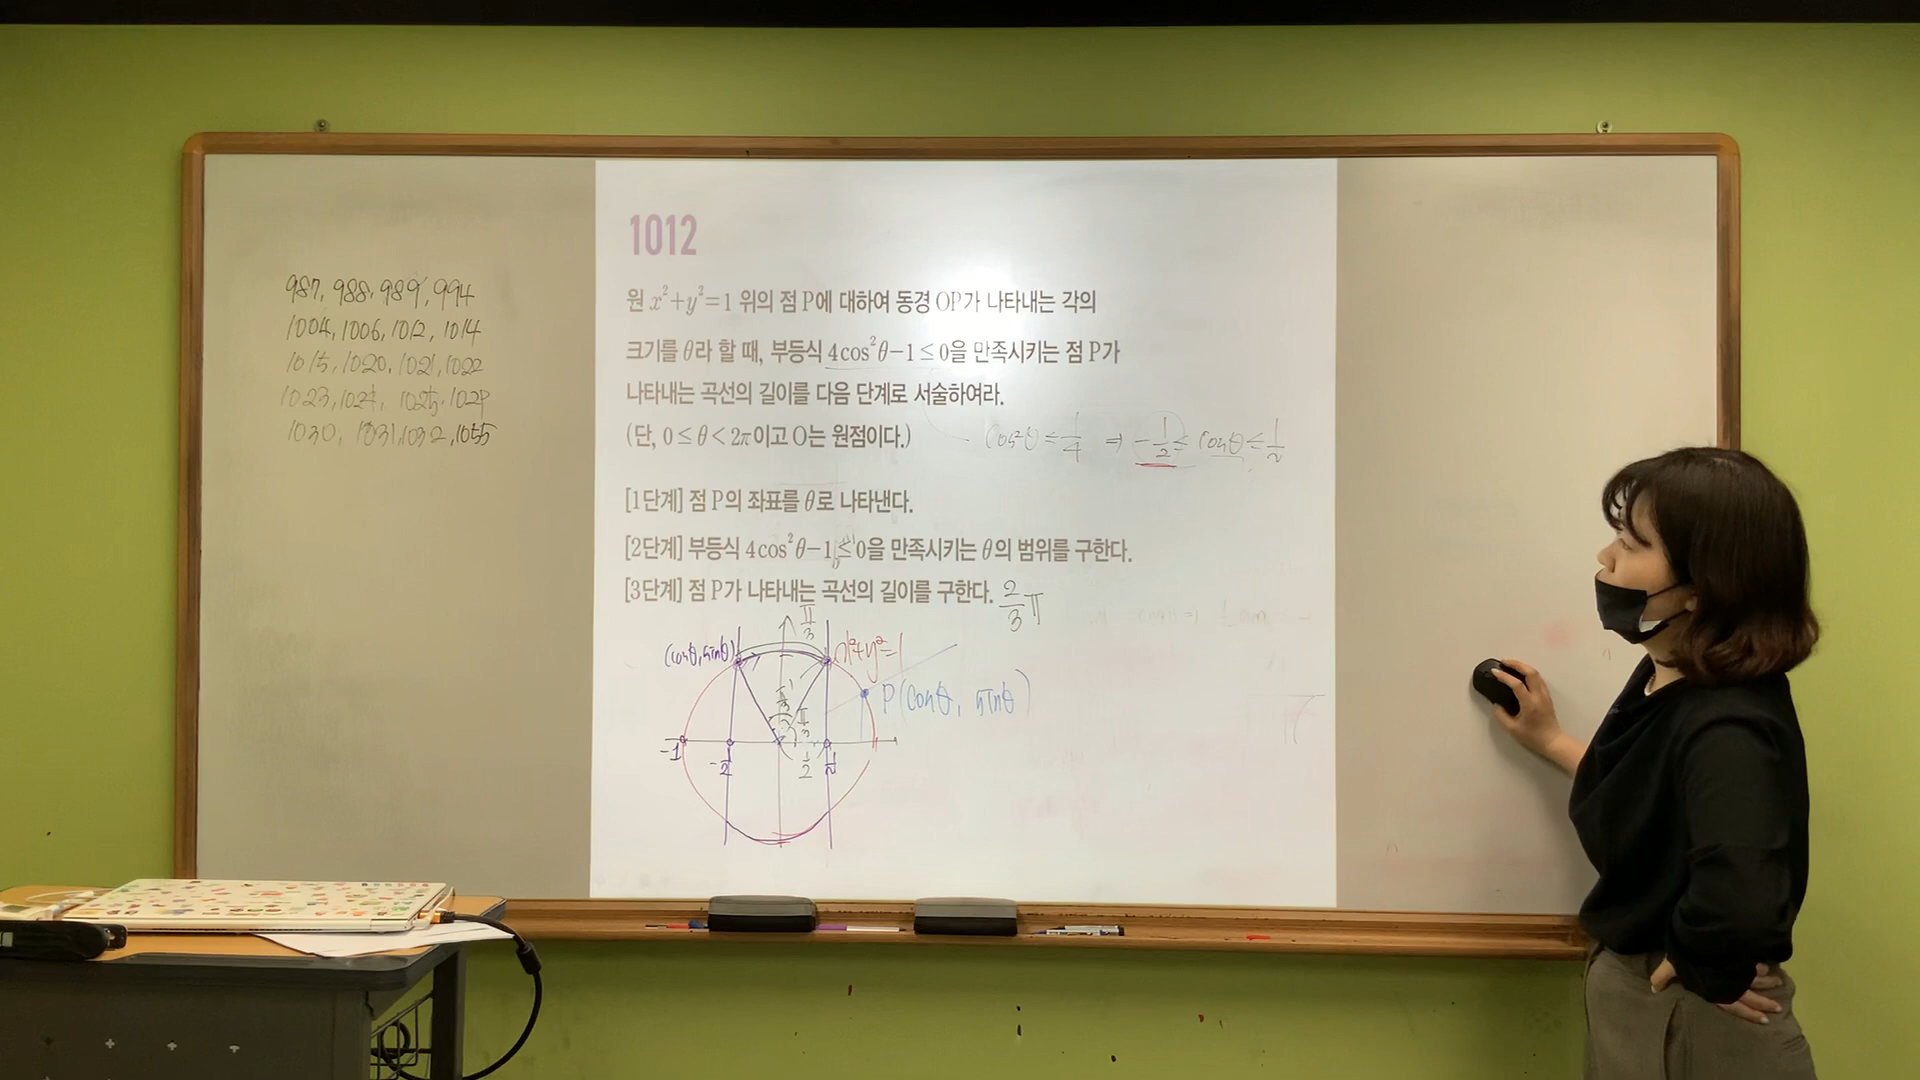 987, 988, 989, 994
1004, 1006, 1012, 1014
1015, 1020, 1021, 1022
1023, 1024, 1025, 1029
1030, 1031, 1032, 1055
1012
원 x²+y²=1 위의 점 P에 대하여 동경 OP가 나타내는 각의
크기를 θ라 할 때, 부등식 4cos²θ−1≤0을 만족시키는 점 P가
나타내는 곡선의 길이를 다음 단계로 서술하여라.
(단, 0≤θ<2π이고 O는 원점이다.)
cos²θ≤1/4 ⇒ −1/2≤cosθ≤1/2
[1단계] 점 P의 좌표를 θ로 나타낸다.
[2단계] 부등식 4cos²θ−1≤0을 만족시키는 θ의 범위를 구한다.
[3단계] 점 P가 나타내는 곡선의 길이를 구한다. 2/3π
π/3
(cosθ, sinθ) x²+y²=1
P(cosθ, sinθ)
π/3 π/3
-1 -1/2 1/2 1/2